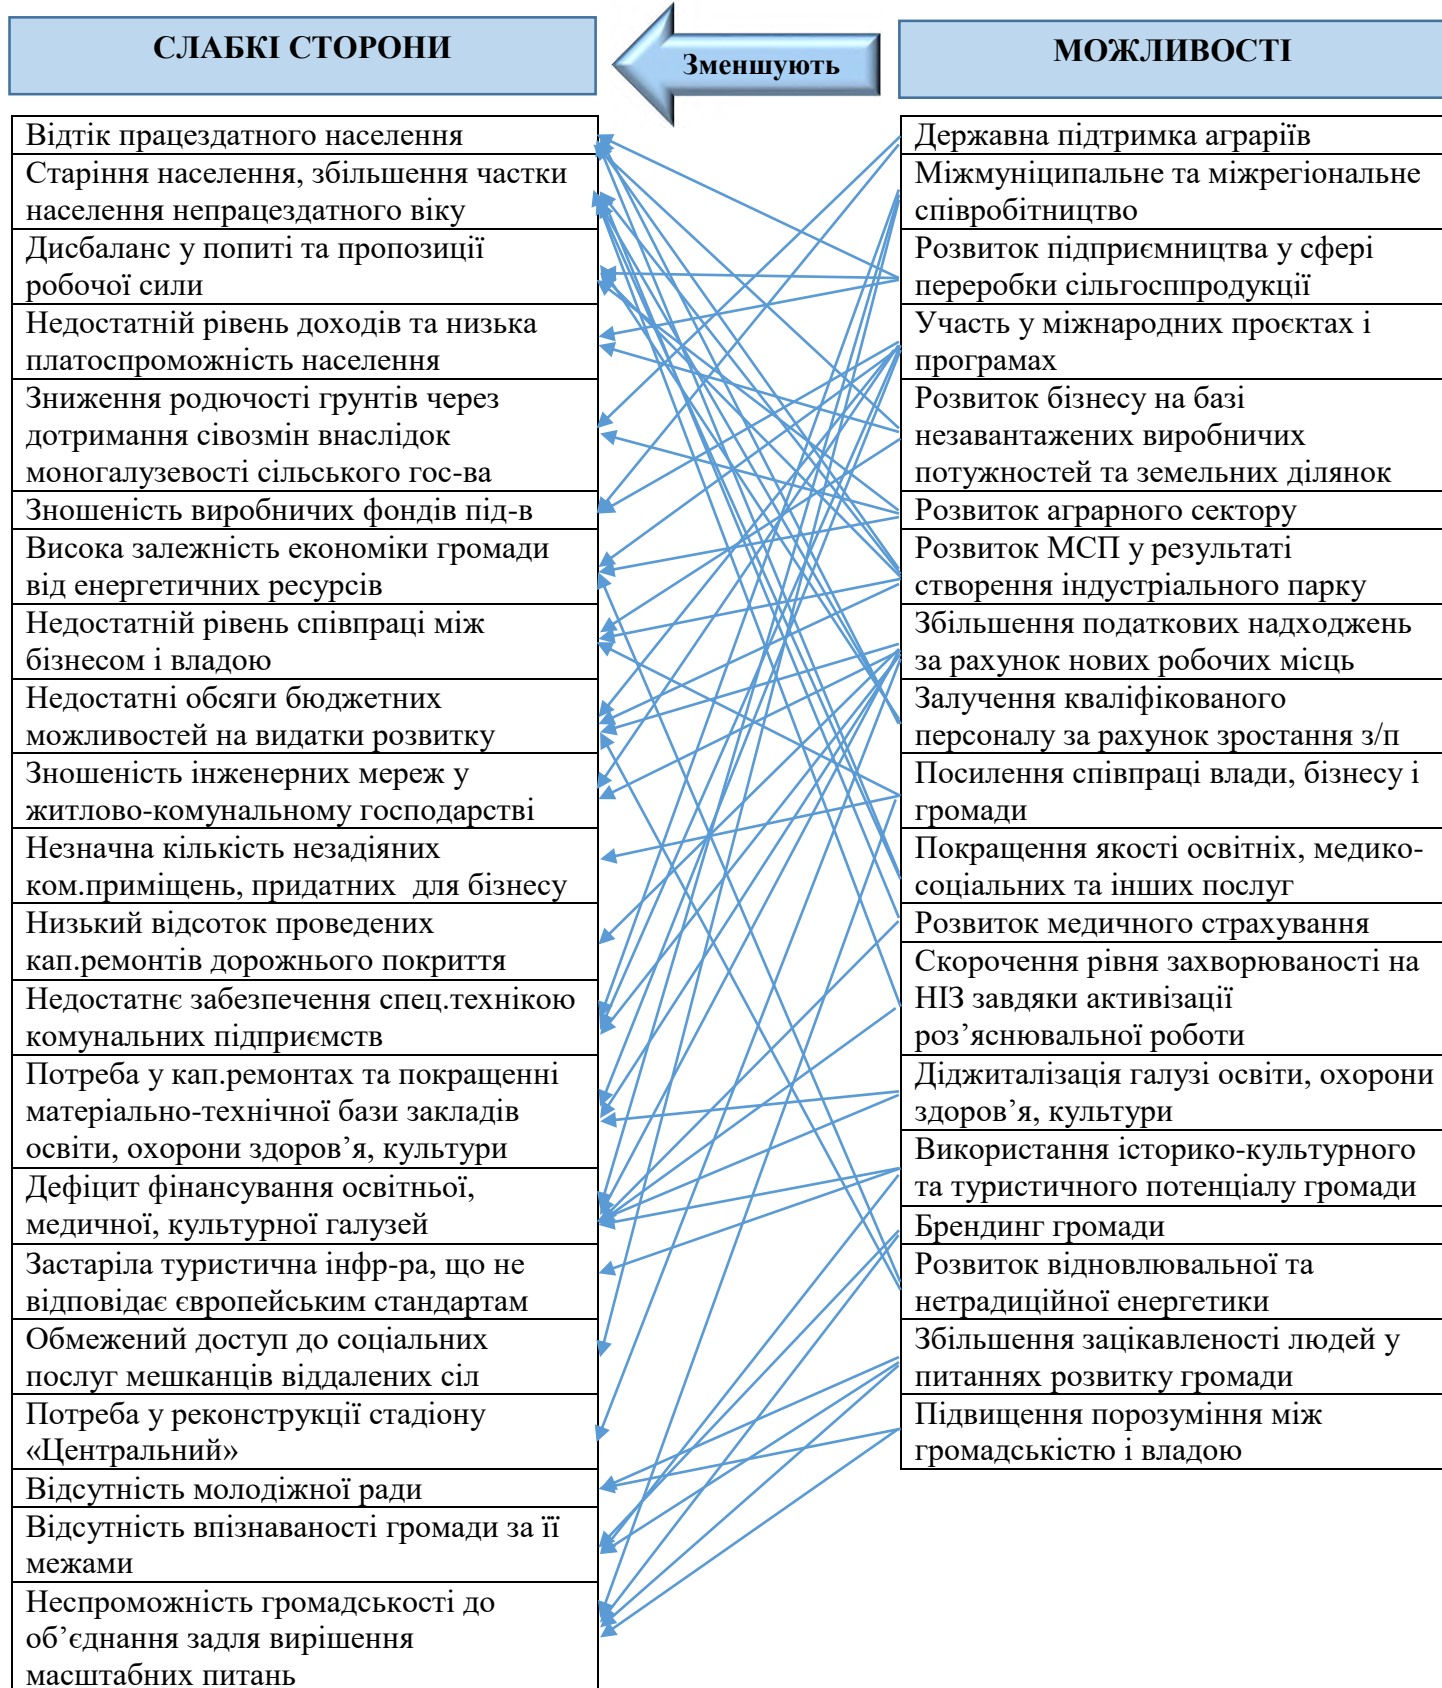 СЛАБКІ СТОРОНИ
Зменшують
МОЖЛИВОСТІ
Відтік працездатного населення
Старіння населення, збільшення частки
населення непрацездатного віку
Дисбаланс у попиті та пропозиції
робочої сили
Недостатній рівень доходів та низька
платоспроможність населення
Зниження родючості грунтів через
дотримання сівозмін внаслідок
моногалузевості сільського гос-ва
Зношеність виробничих фондів під-в
Висока залежність економіки громади
від енергетичних ресурсів
Недостатній рівень співпраці між
бізнесом і владою
Недостатні обсяги бюджетних
можливостей на видатки розвитку
Зношеність інженерних мереж у
житлово-комунальному господарстві
Незначна кількість незадіяних
ком.приміщень, придатних для бізнесу
Низький відсоток проведених
кап.ремонтів дорожнього покриття
Недостатнє забезпечення спец.технікою
комунальних підприємств
Потреба у кап.ремонтах та покращенні
матеріально-технічної бази закладів
освіти, охорони здоров’я, культури
Дефіцит фінансування освітньої,
медичної, культурної галузей
Застаріла туристична інфр-ра, що не
відповідає європейським стандартам
Обмежений доступ до соціальних
послуг мешканців віддалених сіл
Потреба у реконструкції стадіону
«Центральний»
Відсутність молодіжної ради
Відсутність впізнаваності громади за її
межами
Неспроможність громадськості до
об’єднання задля вирішення
масштабних питань
Державна підтримка аграріїв
Міжмуніципальне та міжрегіональне
співробітництво
Розвиток підприємництва у сфері
переробки сільгосппродукції
Участь у міжнародних проєктах і
програмах
Розвиток бізнесу на базі
незавантажених виробничих
потужностей та земельних ділянок
Розвиток аграрного сектору
Розвиток МСП у результаті
створення індустріального парку
Збільшення податкових надходжень
за рахунок нових робочих місць
Залучення кваліфікованого
персоналу за рахунок зростання з/п
Посилення співпраці влади, бізнесу і
громади
Покращення якості освітніх, медико-
соціальних та інших послуг
Розвиток медичного страхування
Скорочення рівня захворюваності на
НІЗ завдяки активізації
роз’яснювальної роботи
Діджиталізація галузі освіти, охорони
здоров’я, культури
Використання історико-культурного
та туристичного потенціалу громади
Брендинг громади
Розвиток відновлювальної та
нетрадиційної енергетики
Збільшення зацікавленості людей у
питаннях розвитку громади
Підвищення порозуміння між
громадськістю і владою